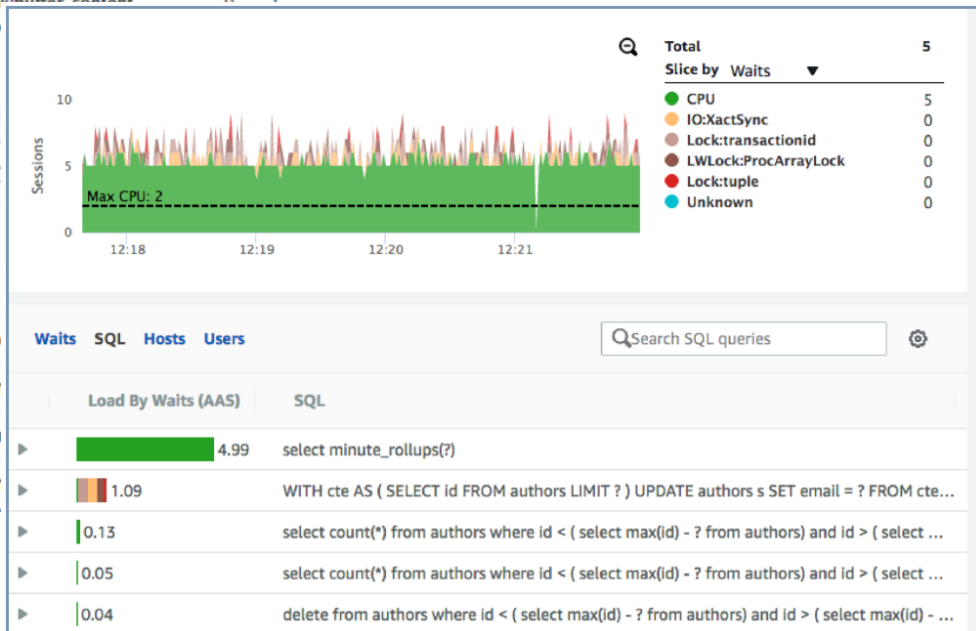 Total 5
Slice by Waits ▼
10
5
0
Sessions
Max CPU: 2
12:18 12:19 12:20 12:21
CPU 5
IO:XactSync 0
Lock:transactionid 0
LWLock:ProcArrayLock 0
Lock:tuple 0
Unknown 0
Waits SQL Hosts Users
Search SQL queries
Load By Waits (AAS) SQL
4.99 select minute_rollups(?)
1.09 WITH cte AS ( SELECT id FROM authors LIMIT ? ) UPDATE authors s SET email = ? FROM cte...
0.13 select count(*) from authors where id < ( select max(id) - ? from authors) and id > ( select ...
0.05 select count(*) from authors where id < ( select max(id) - ? from authors) and id > ( select ...
0.04 delete from authors where id < ( select max(id) - ? from authors) and id > ( select max(id) - ...